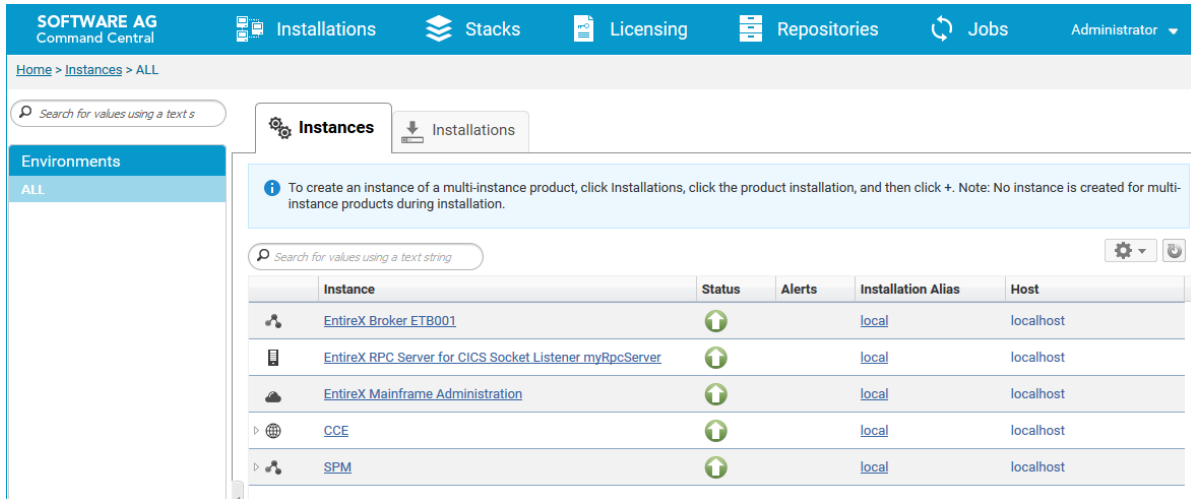 SOFTWARE AG
Command Central
Installations
Stacks
Licensing
Repositories
Jobs
Administrator
Home > Instances > ALL
Search for values using a text s
Environments
ALL
Instances
Installations
To create an instance of a multi-instance product, click Installations, click the product installation, and then click +. Note: No instance is created for multi-
instance products during installation.
Search for values using a text string
Instance Status Alerts Installation Alias Host
EntireX Broker ETB001 local localhost
EntireX RPC Server for CICS Socket Listener myRpcServer local localhost
EntireX Mainframe Administration local localhost
CCE local localhost
SPM local localhost